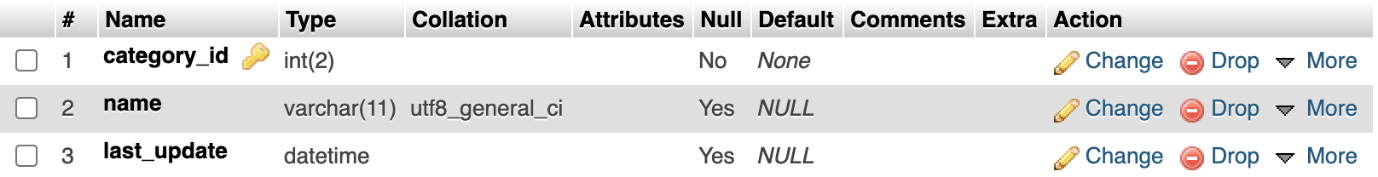 # Name Type Collation Attributes Null Default Comments Extra Action
1 category_id int(2) No None Change Drop More
2 name varchar(11) utf8_general_ci Yes NULL Change Drop More
3 last_update datetime Yes NULL Change Drop More